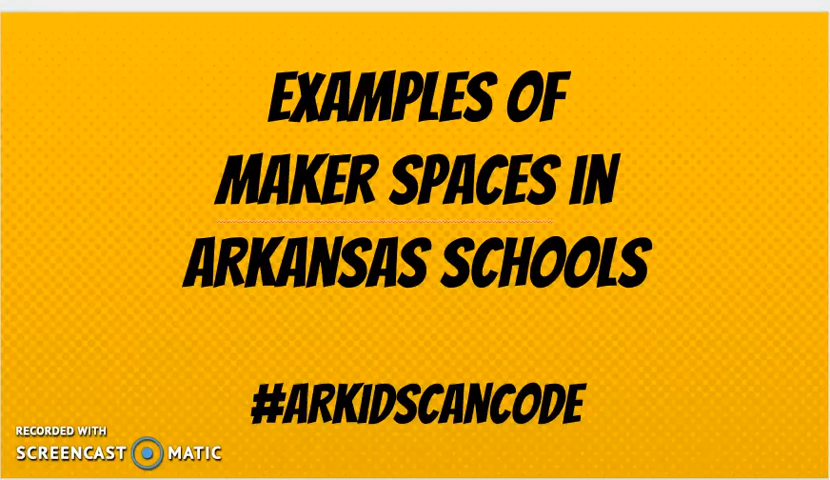 EXAMPLES OF
MAKER SPACES IN
ARKANSAS SCHOOLS
#ARKIDSCANCODE
RECORDED WITH
SCREENCAST MATIC